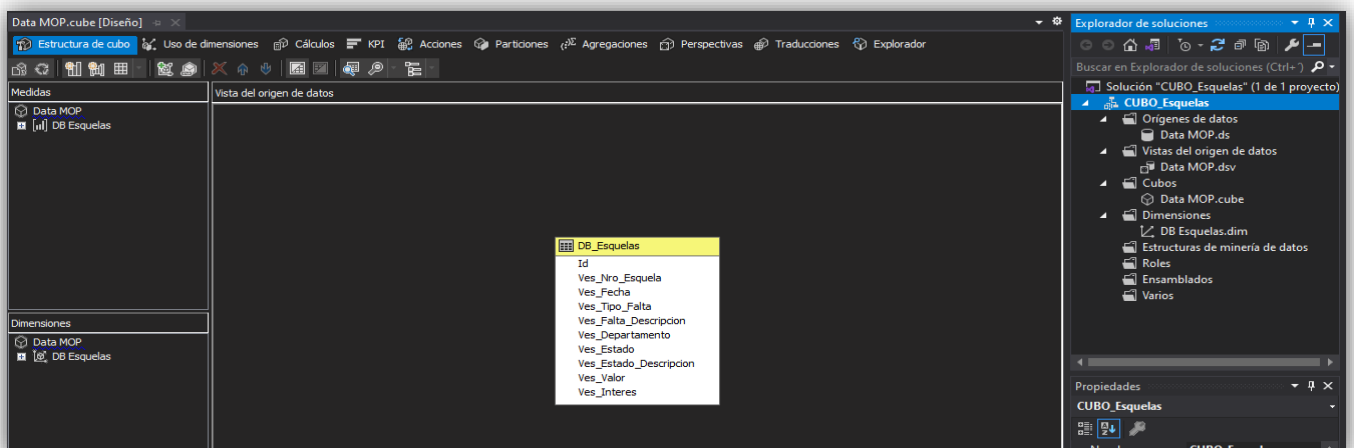 Data MOP.cube [Diseño]
Estructura de cubo
Uso de dimensiones
Cálculos
KPI
Acciones
Particiones
Agregaciones
Perspectivas
Traducciones
Explorador
Medidas
Data MOP
DB Esquelas
Dimensiones
Data MOP
DB Esquelas
Vista del origen de datos
DB_Esquelas
Id
Ves_Nro_Esquela
Ves_Fecha
Ves_Tipo_Falta
Ves_Falta_Descripcion
Ves_Departamento
Ves_Estado
Ves_Estado_Descripcion
Ves_Valor
Ves_Interes
Explorador de soluciones
Buscar en Explorador de soluciones (Ctrl+´)
Solución "CUBO_Esquelas" (1 de 1 proyecto)
CUBO_Esquelas
Orígenes de datos
Data MOP.ds
Vistas del origen de datos
Data MOP.dsv
Cubos
Data MOP.cube
Dimensiones
DB Esquelas.dim
Estructuras de minería de datos
Roles
Ensamblados
Varios
Propiedades
CUBO_Esquelas